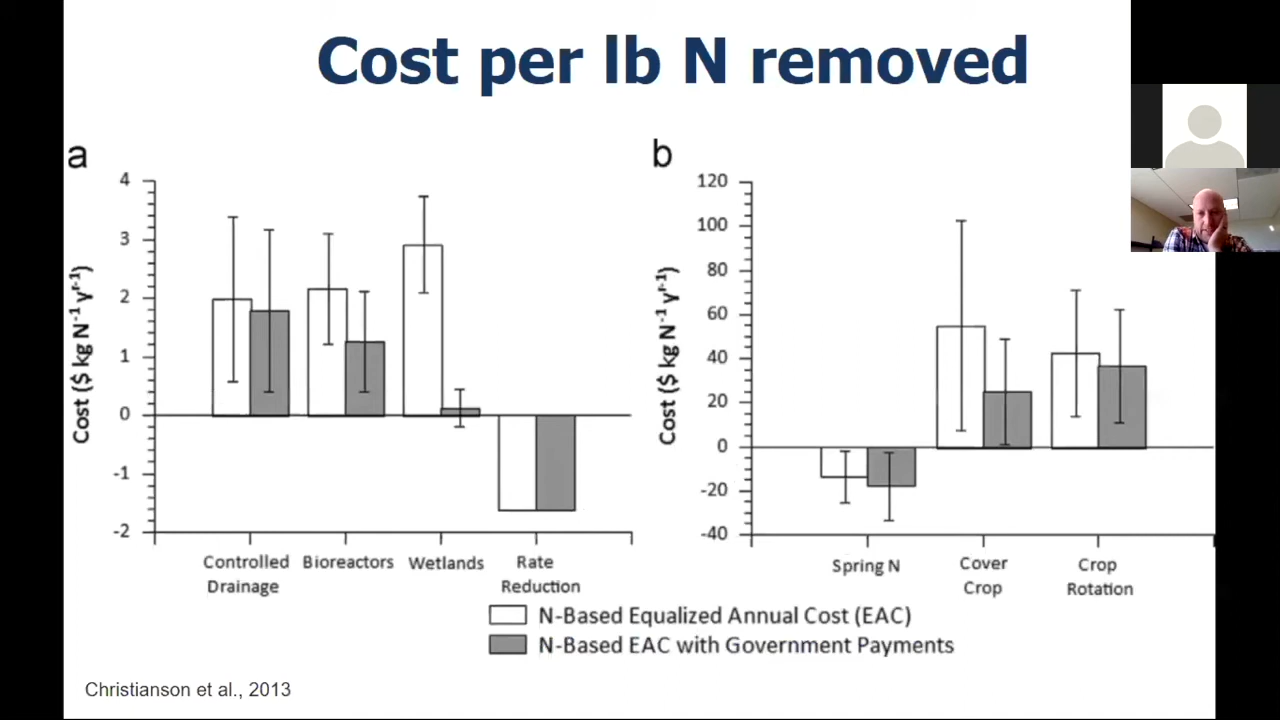 Cost per lb N removed
a
4
3
2
1
0
-1
-2
Cost ($ kg N⁻¹ yʳ⁻¹)
Controlled Drainage
Bioreactors
Wetlands
Rate Reduction
b
120
100
80
60
40
20
0
-20
-40
Cost ($ kg N⁻¹ yʳ⁻¹)
Spring N
Cover Crop
Crop Rotation
N-Based Equalized Annual Cost (EAC)
N-Based EAC with Government Payments
Christianson et al., 2013